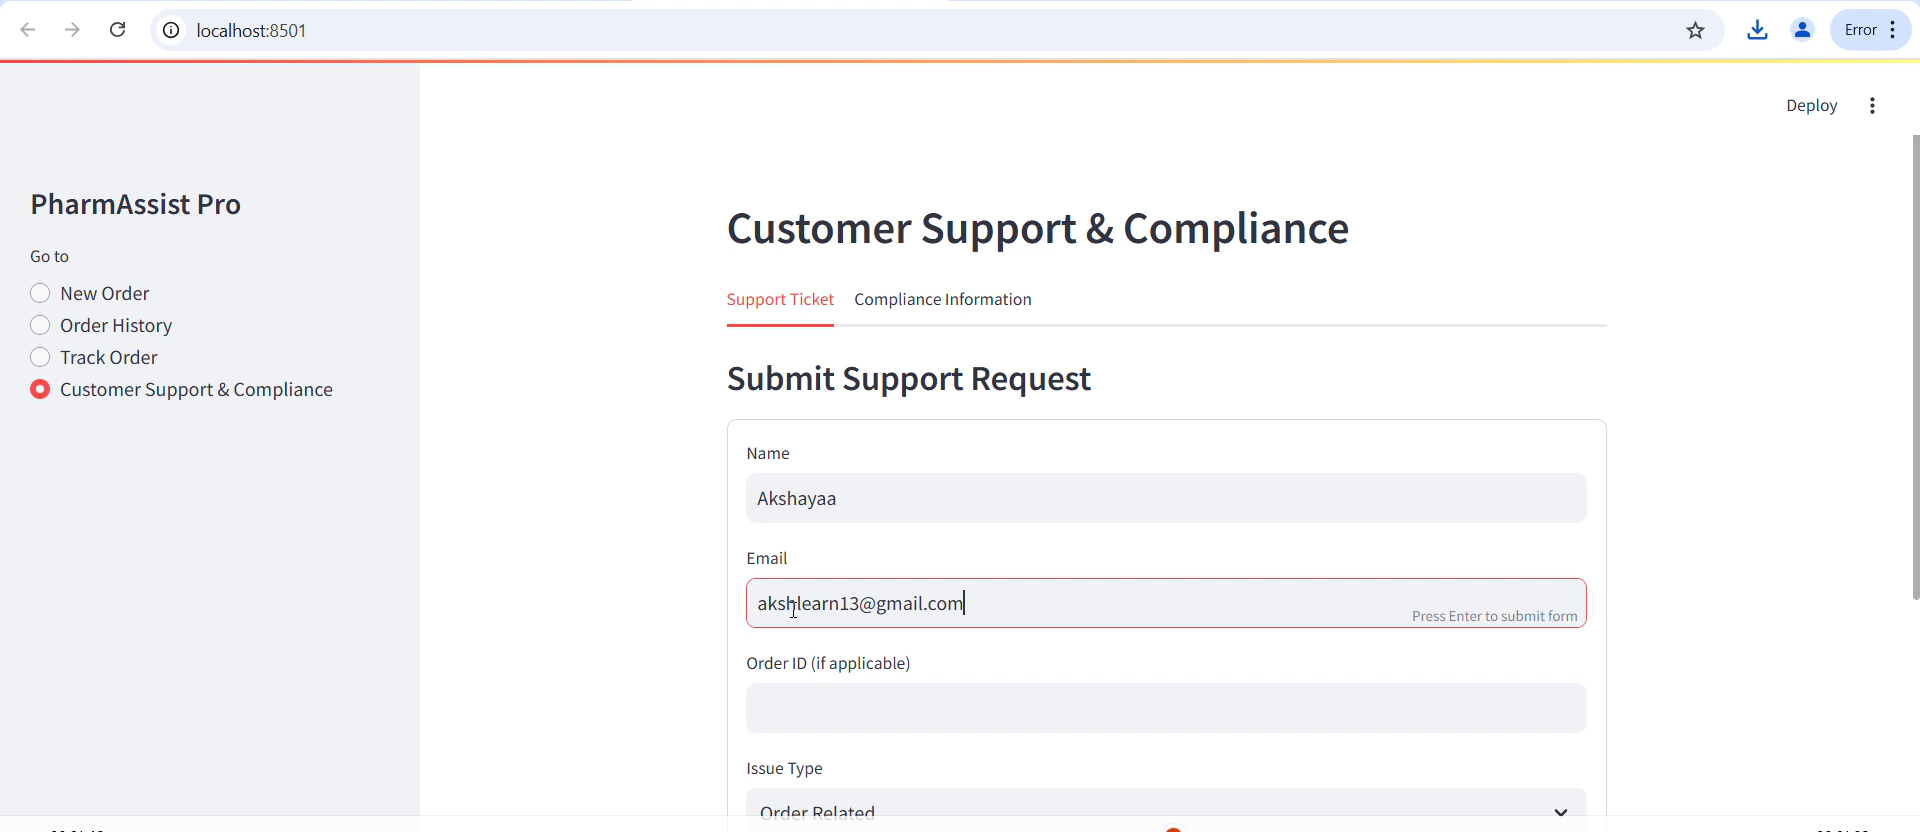 localhost:8501
Error
Deploy
PharmAssist Pro
Go to
New Order
Order History
Track Order
Customer Support & Compliance
Customer Support & Compliance
Support Ticket Compliance Information
Submit Support Request
Name
Akshayaa
Email
akshlearn13@gmail.com
Press Enter to submit form
Order ID (if applicable)
Issue Type
Order Related